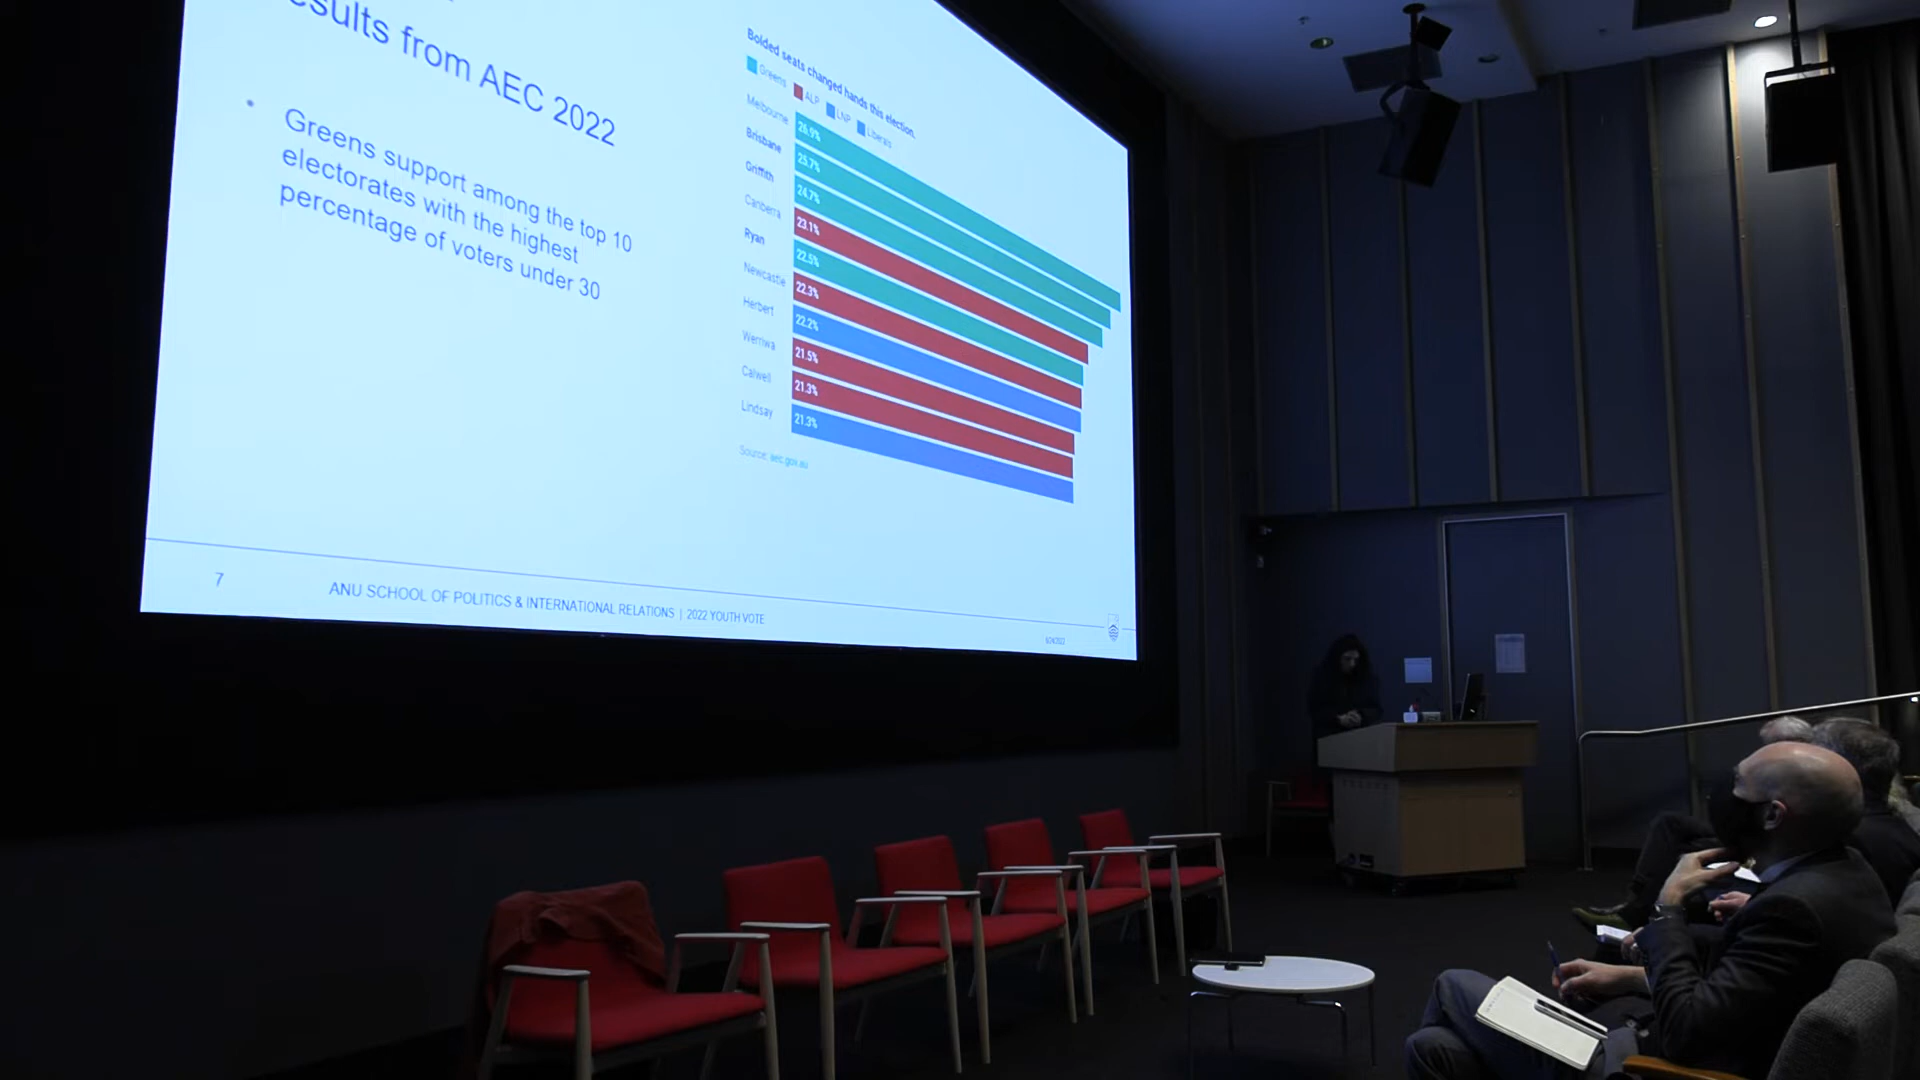 results from AEC 2022
• Greens support among the top 10
electorates with the highest
percentage of voters under 30
Bolded seats changed hands this election.
Greens ALP LNP Liberals
Melbourne 26.9%
Brisbane 25.7%
Griffith 24.7%
Canberra 23.1%
Ryan 22.5%
Newcastle 22.3%
Herbert 22.2%
Werriwa 21.5%
Calwell 21.3%
Lindsay 21.3%
Source: aec.gov.au
7
ANU SCHOOL OF POLITICS & INTERNATIONAL RELATIONS | 2022 YOUTH VOTE